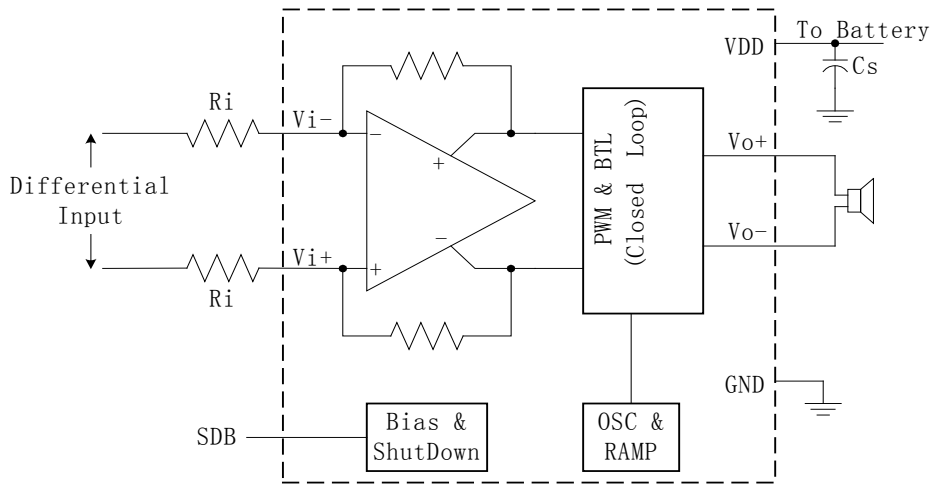 To Battery
VDD
Cs
Ri
Vi-
−
+
Vo+
Differential
Input
PWM & BTL
(Closed Loop)
−
Vo-
Vi+
+
Ri
GND
SDB
Bias &
ShutDown
OSC &
RAMP